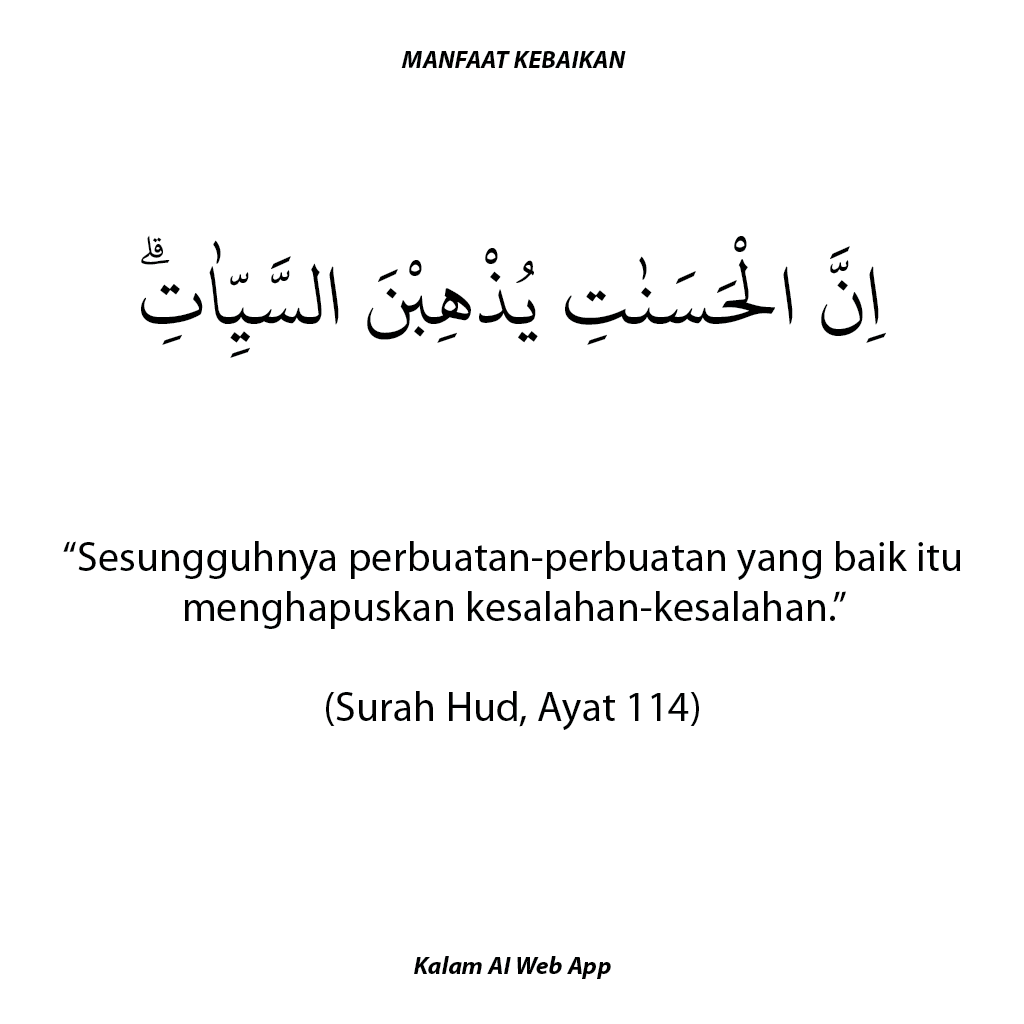 MANFAAT KEBAIKAN
اِنَّ الْحَسَنٰتِ يُذْهِبْنَ السَّيِّاٰتِۗ
“Sesungguhnya perbuatan-perbuatan yang baik itu
menghapuskan kesalahan-kesalahan.”
(Surah Hud, Ayat 114)
Kalam AI Web App